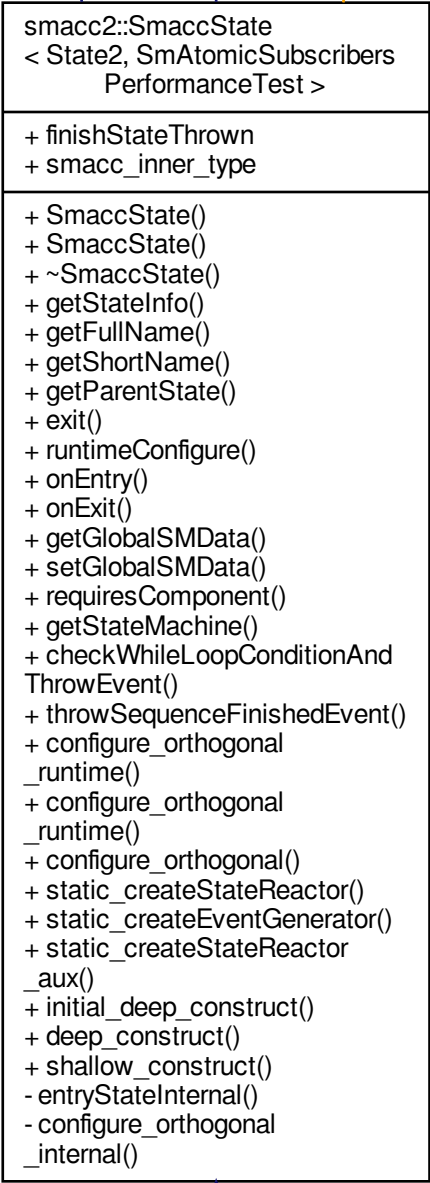 smacc2::SmaccState
< State2, SmAtomicSubscribers
PerformanceTest >
+ finishStateThrown
+ smacc_inner_type
+ SmaccState()
+ SmaccState()
+ ~SmaccState()
+ getStateInfo()
+ getFullName()
+ getShortName()
+ getParentState()
+ exit()
+ runtimeConfigure()
+ onEntry()
+ onExit()
+ getGlobalSMData()
+ setGlobalSMData()
+ requiresComponent()
+ getStateMachine()
+ checkWhileLoopConditionAnd
ThrowEvent()
+ throwSequenceFinishedEvent()
+ configure_orthogonal
_runtime()
+ configure_orthogonal
_runtime()
+ configure_orthogonal()
+ static_createStateReactor()
+ static_createEventGenerator()
+ static_createStateReactor
_aux()
+ initial_deep_construct()
+ deep_construct()
+ shallow_construct()
- entryStateInternal()
- configure_orthogonal
_internal()